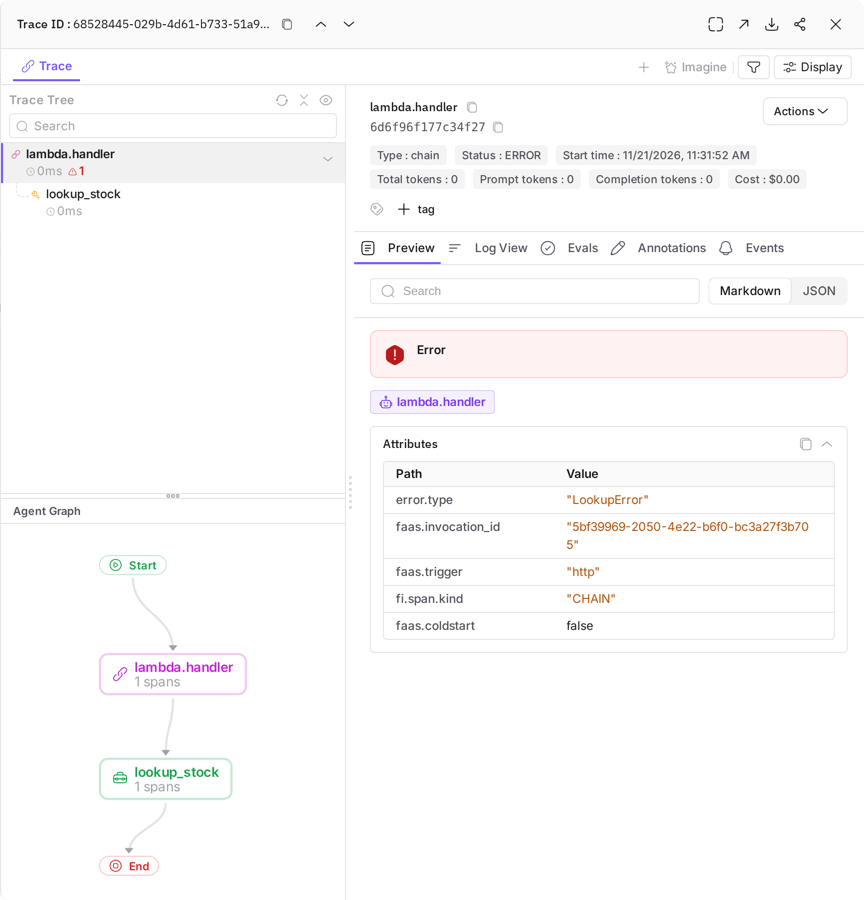 Trace ID : 68528445-029b-4d61-b733-51a9...
Trace
Imagine
Display
Trace Tree
Search
lambda.handler
0ms 1
lookup_stock
0ms
Agent Graph
Start
lambda.handler
1 spans
lookup_stock
1 spans
End
lambda.handler
6d6f96f177c34f27
Actions
Type : chain Status : ERROR Start time : 11/21/2026, 11:31:52 AM
Total tokens : 0 Prompt tokens : 0 Completion tokens : 0 Cost : $0.00
tag
Preview Log View Evals Annotations Events
Search
Markdown JSON
Error
lambda.handler
Attributes
Path Value
error.type "LookupError"
faas.invocation_id "5bf39969-2050-4e22-b6f0-bc3a27f3b70
5"
faas.trigger "http"
fi.span.kind "CHAIN"
faas.coldstart false